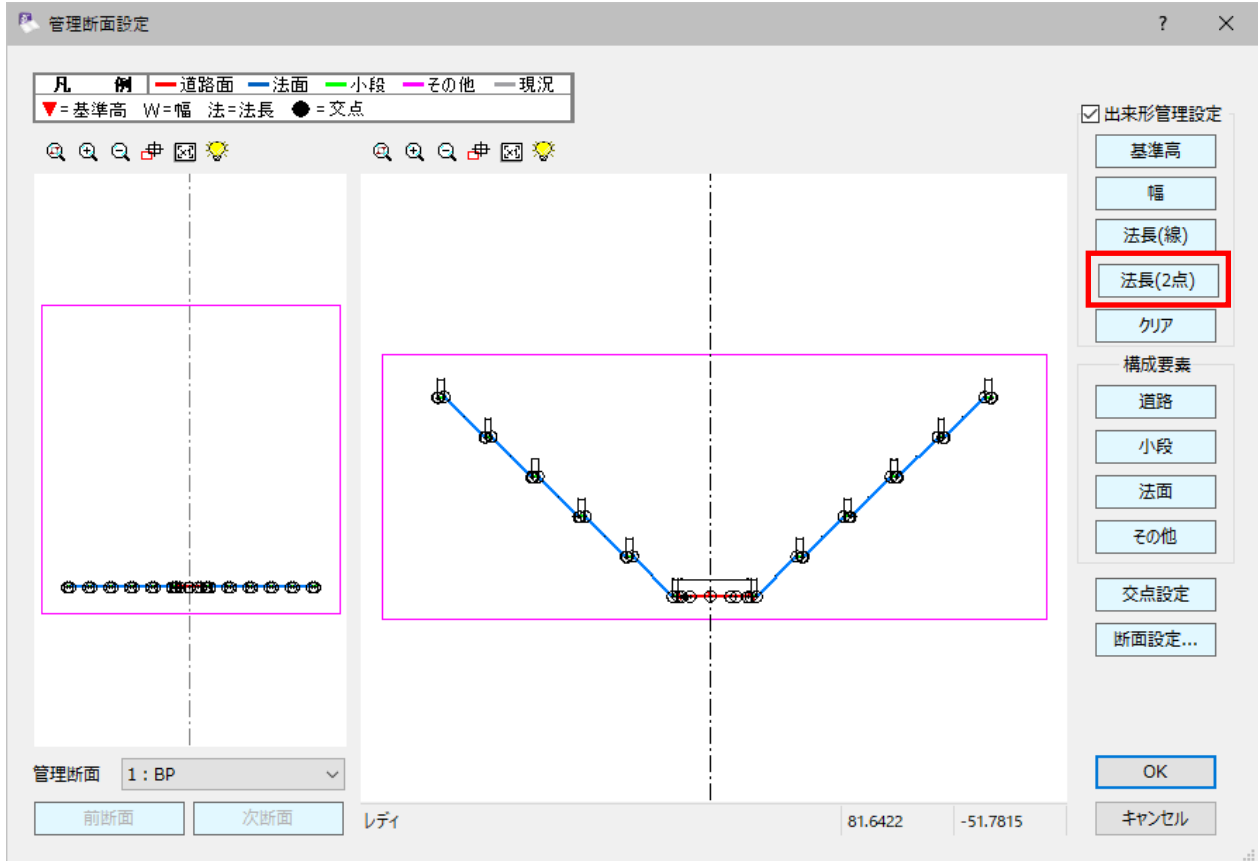 管理断面設定
?
凡　例 道路面 法面 小段 その他 現況
▼=基準高 W=幅 法=法長 ●=交点
出来形管理設定
基準高
幅
法長(線)
法長(2点)
クリア
構成要素
道路
小段
法面
その他
交点設定
断面設定...
管理断面 1：BP
前断面 次断面
レディ 81.6422 -51.7815
OK
キャンセル